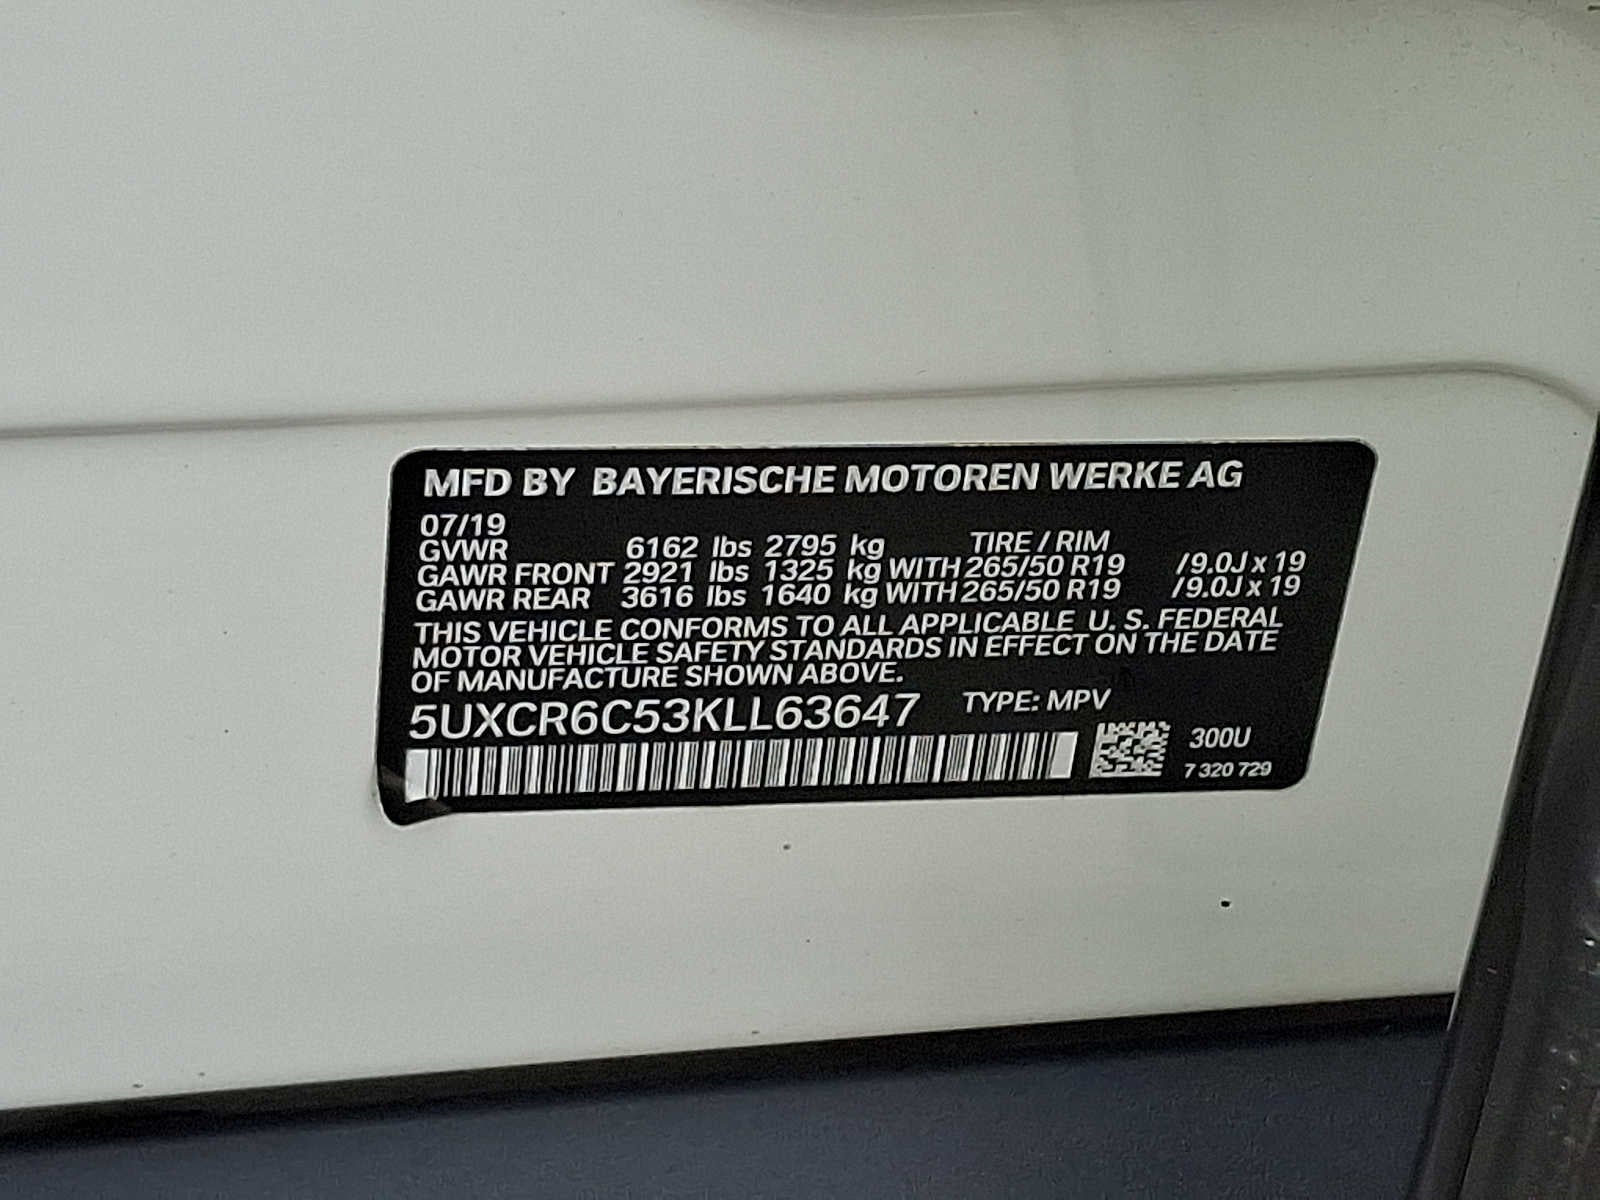 MFD BY BAYERISCHE MOTOREN WERKE AG
07/19
GVWR 6162 lbs 2795 kg TIRE / RIM
GAWR FRONT 2921 lbs 1325 kg WITH 265/50 R19 /9.0J x 19
GAWR REAR 3616 lbs 1640 kg WITH 265/50 R19 /9.0J x 19
THIS VEHICLE CONFORMS TO ALL APPLICABLE U. S. FEDERAL
MOTOR VEHICLE SAFETY STANDARDS IN EFFECT ON THE DATE
OF MANUFACTURE SHOWN ABOVE.
5UXCR6C53KLL63647 TYPE: MPV
300U
7 320 729